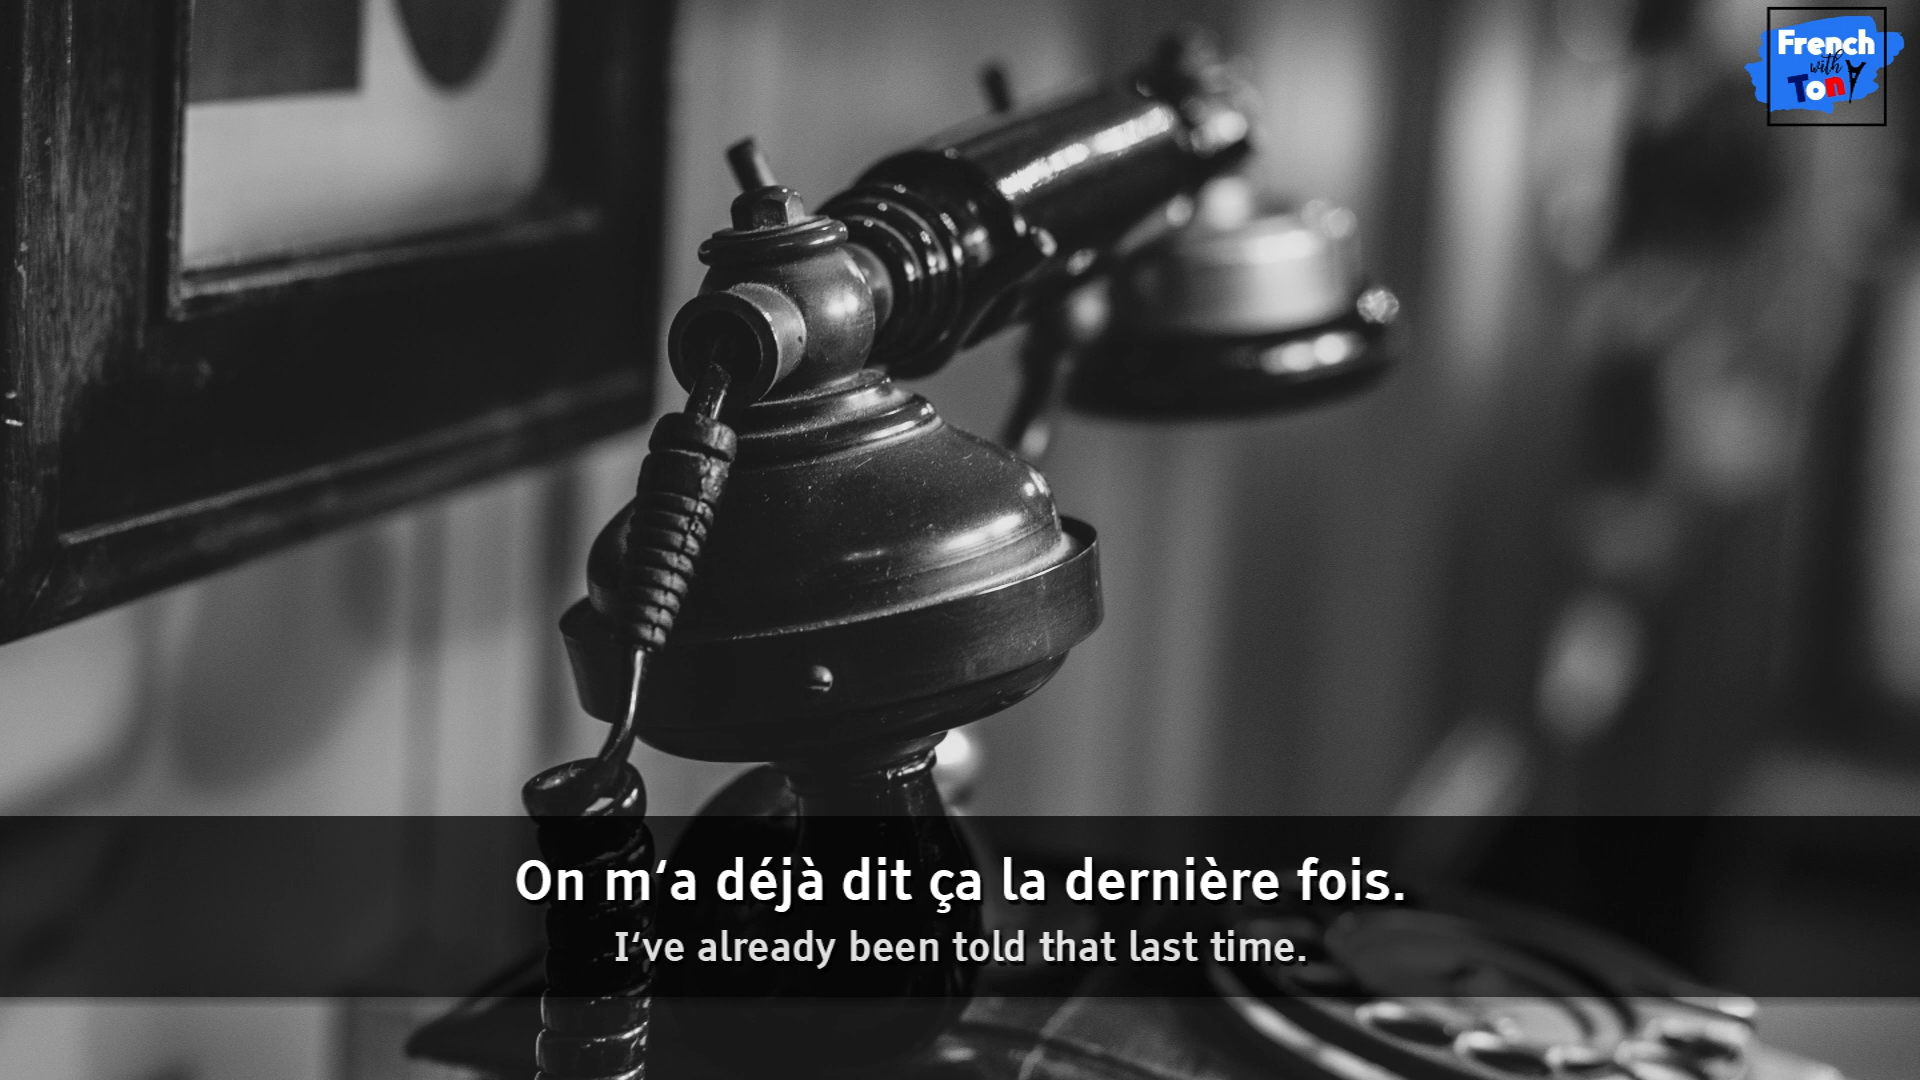 French
with
Tony
On m‘a déjà dit ça la dernière fois.
I‘ve already been told that last time.